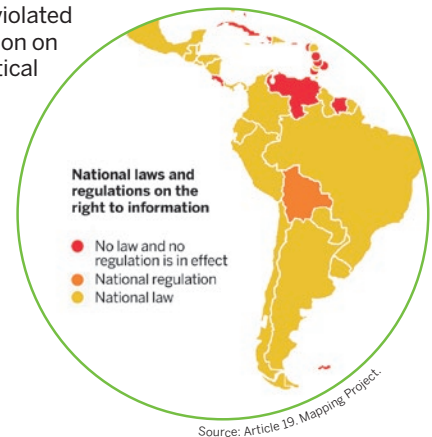 violated
ion on
tical
National laws and
regulations on the
right to information
No law and no
regulation is in effect
National regulation
National law
Source: Article 19. Mapping Project.